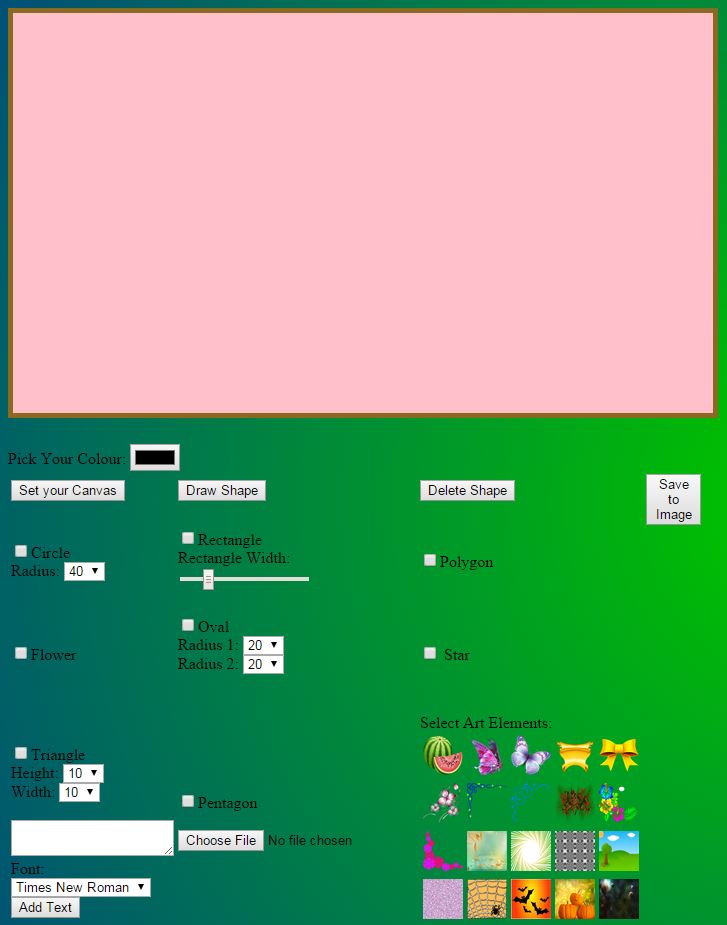 Pick Your Colour:
Set your Canvas
Draw Shape
Delete Shape
Save
to
Image
Circle
Radius: 40
Rectangle
Rectangle Width:
Polygon
Flower
Oval
Radius 1: 20
Radius 2: 20
Star
Triangle
Height: 10
Width: 10
Pentagon
Select Art Elements:
Choose File No file chosen
Font:
Times New Roman
Add Text